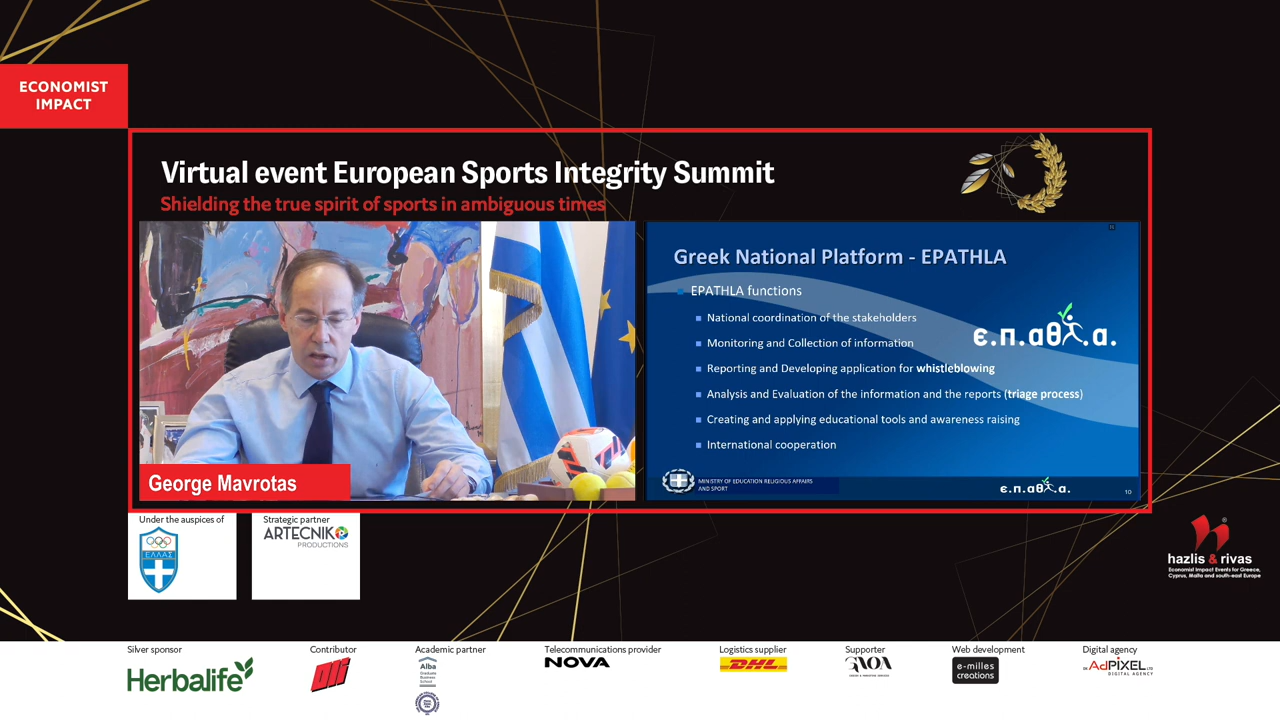 ECONOMIST
IMPACT
Virtual event European Sports Integrity Summit
Shielding the true spirit of sports in ambiguous times
George Mavrotas
Greek National Platform - EPATHLA
EPATHLA functions
National coordination of the stakeholders
Monitoring and Collection of information
Reporting and Developing application for whistleblowing
Analysis and Evaluation of the information and the reports (triage process)
Creating and applying educational tools and awareness raising
International cooperation
ε.π.αθλ.α.
MINISTRY OF EDUCATION RELIGIOUS AFFAIRS
AND SPORT
ε.π.αθλ.α.
10
Under the auspices of
ΕΛΛΑΣ
Strategic partner
ARTECNIKO
PRODUCTIONS
hazlis & rivas
Economist Impact Events for Greece,
Cyprus, Malta and south-east Europe
Silver sponsor
Herbalife
Contributor
Academic partner
Alba
Graduate
Business
School
Telecommunications provider
NOVA
Logistics supplier
DHL
Supporter
Web development
e-milles
creations
Digital agency
AdPIXEL LTD
DIGITAL AGENCY